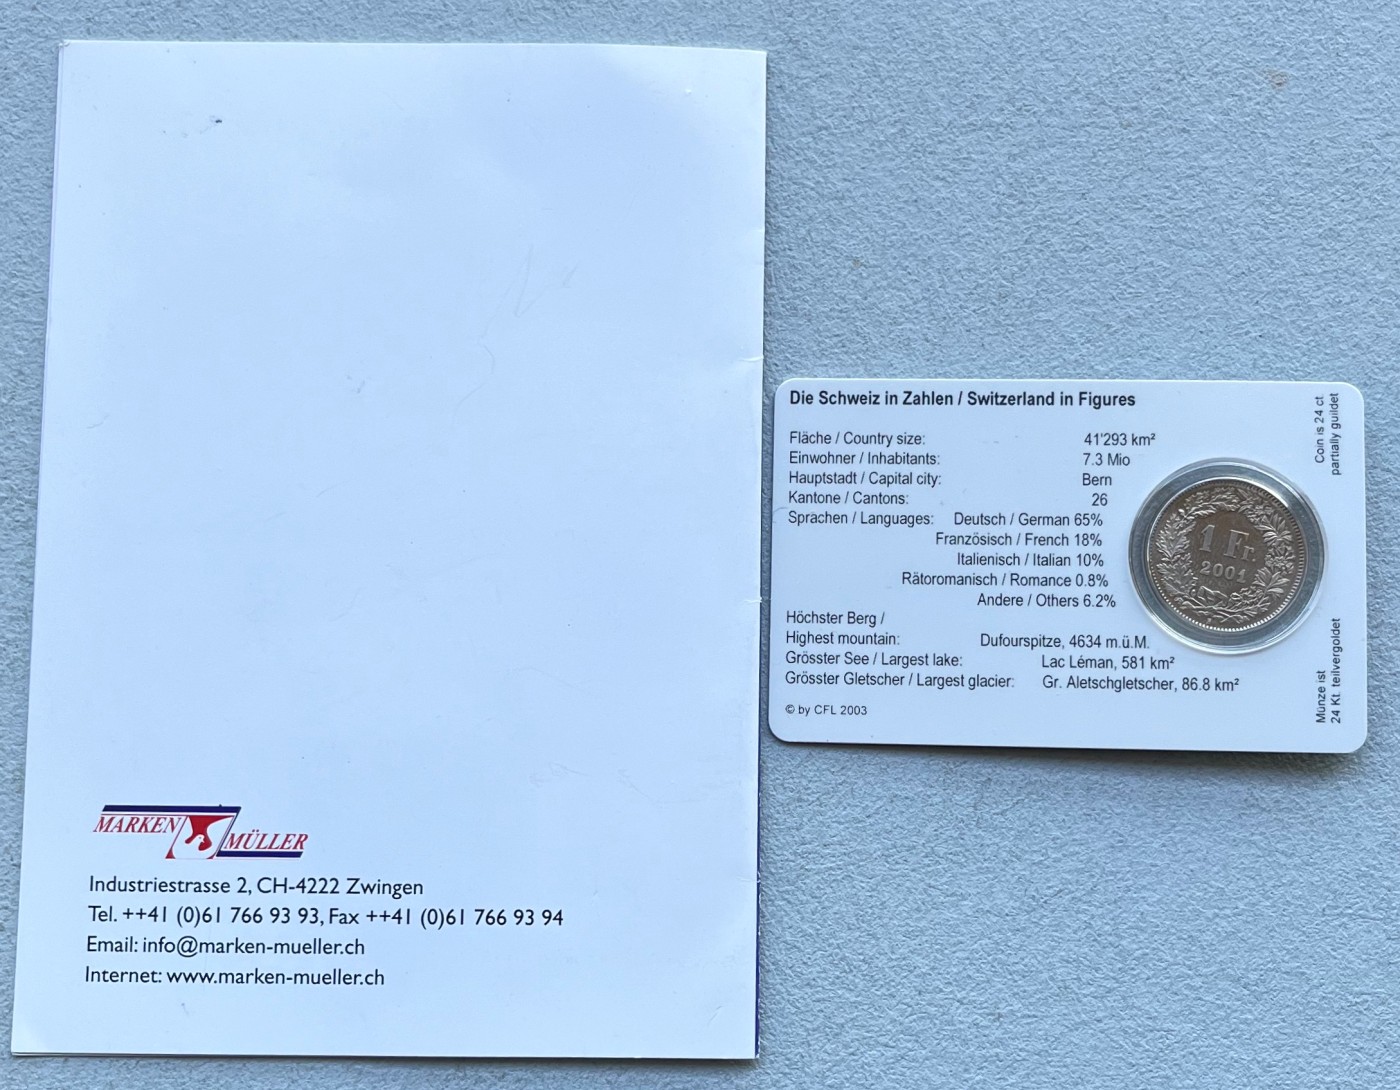 MARKEN MÜLLER
Industriestrasse 2, CH-4222 Zwingen
Tel. ++41 (0)61 766 93 93, Fax ++41 (0)61 766 93 94
Email: info@marken-mueller.ch
Internet: www.marken-mueller.ch
Die Schweiz in Zahlen / Switzerland in Figures
Fläche / Country size: 41'293 km²
Einwohner / Inhabitants: 7.3 Mio
Hauptstadt / Capital city: Bern
Kantone / Cantons: 26
Sprachen / Languages: Deutsch / German 65%
Französisch / French 18%
Italienisch / Italian 10%
Rätoromanisch / Romance 0.8%
Andere / Others 6.2%
Höchster Berg /
Highest mountain: Dufourspitze, 4634 m.ü.M.
Grösster See / Largest lake: Lac Léman, 581 km²
Grösster Gletscher / Largest glacier: Gr. Aletschgletscher, 86.8 km²
© by CFL 2003
1 Fr.
2001
B
Coin is 24 ct
partially guildet
Münze ist
24 Kt. teilvergoldet